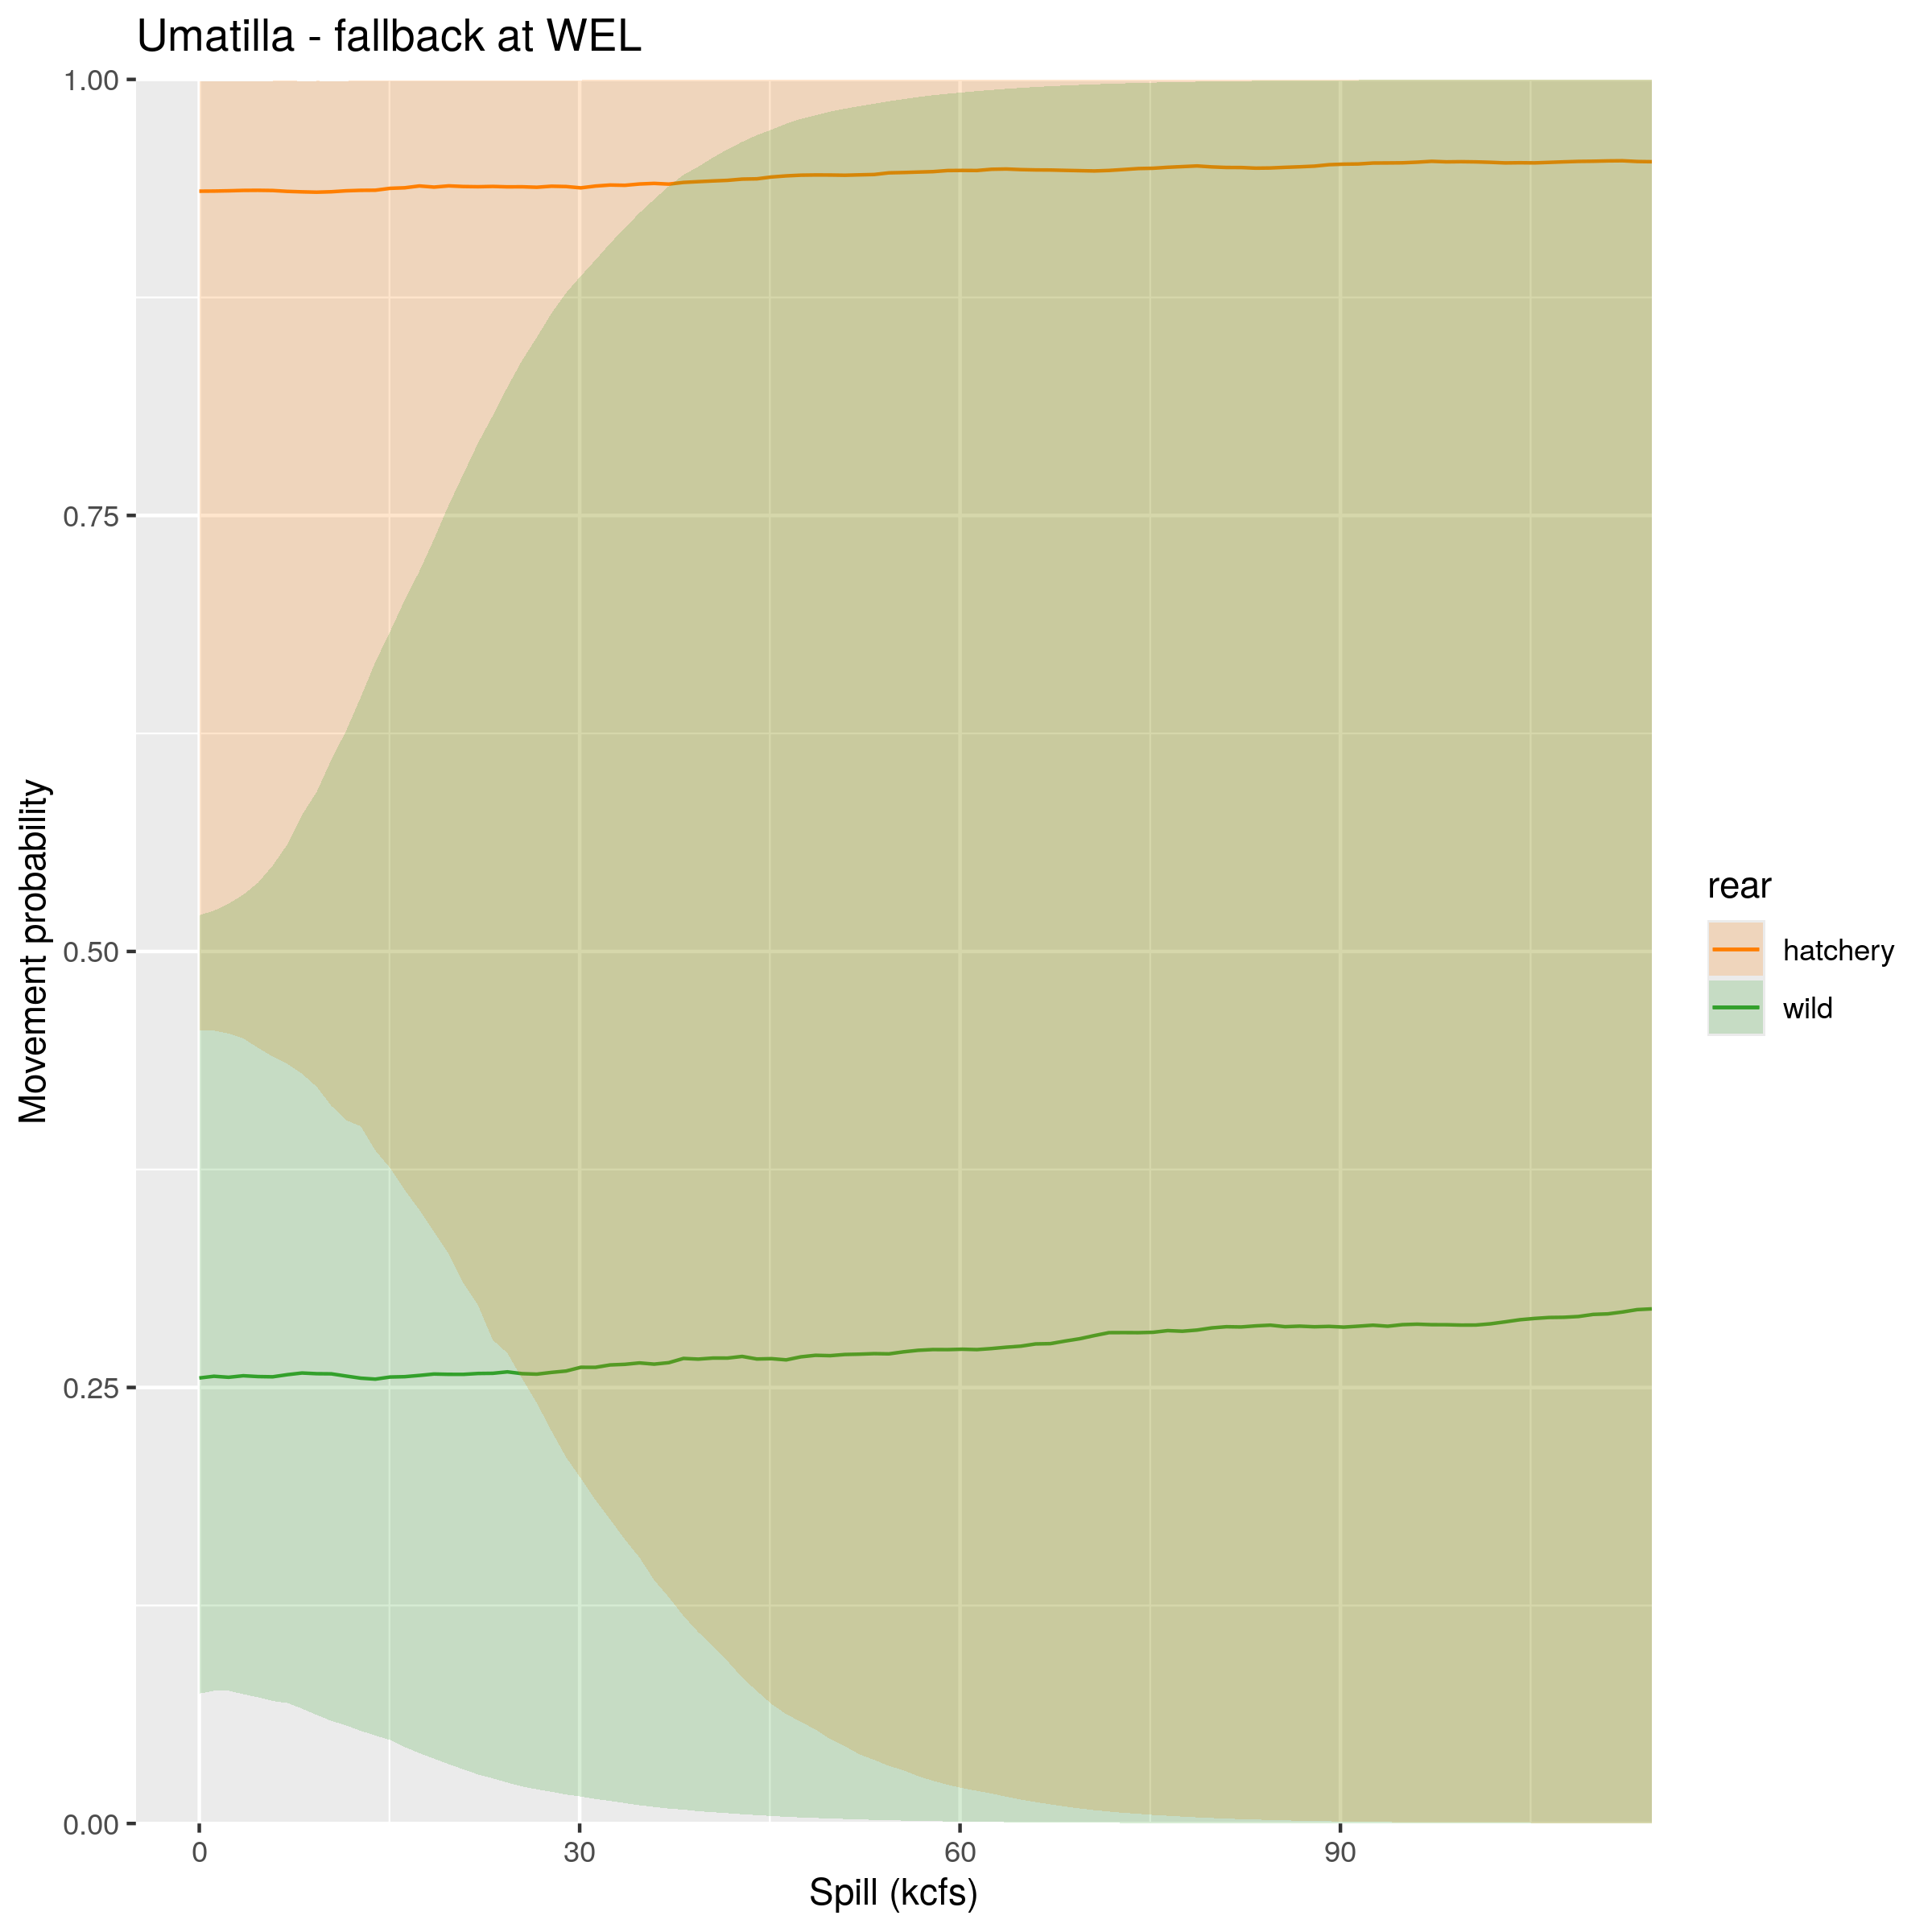 Umatilla - fallback at WEL
1.00
0.75
0.50
0.25
0.00
Movement probability
0
30
60
90
Spill (kcfs)
rear
hatchery
wild